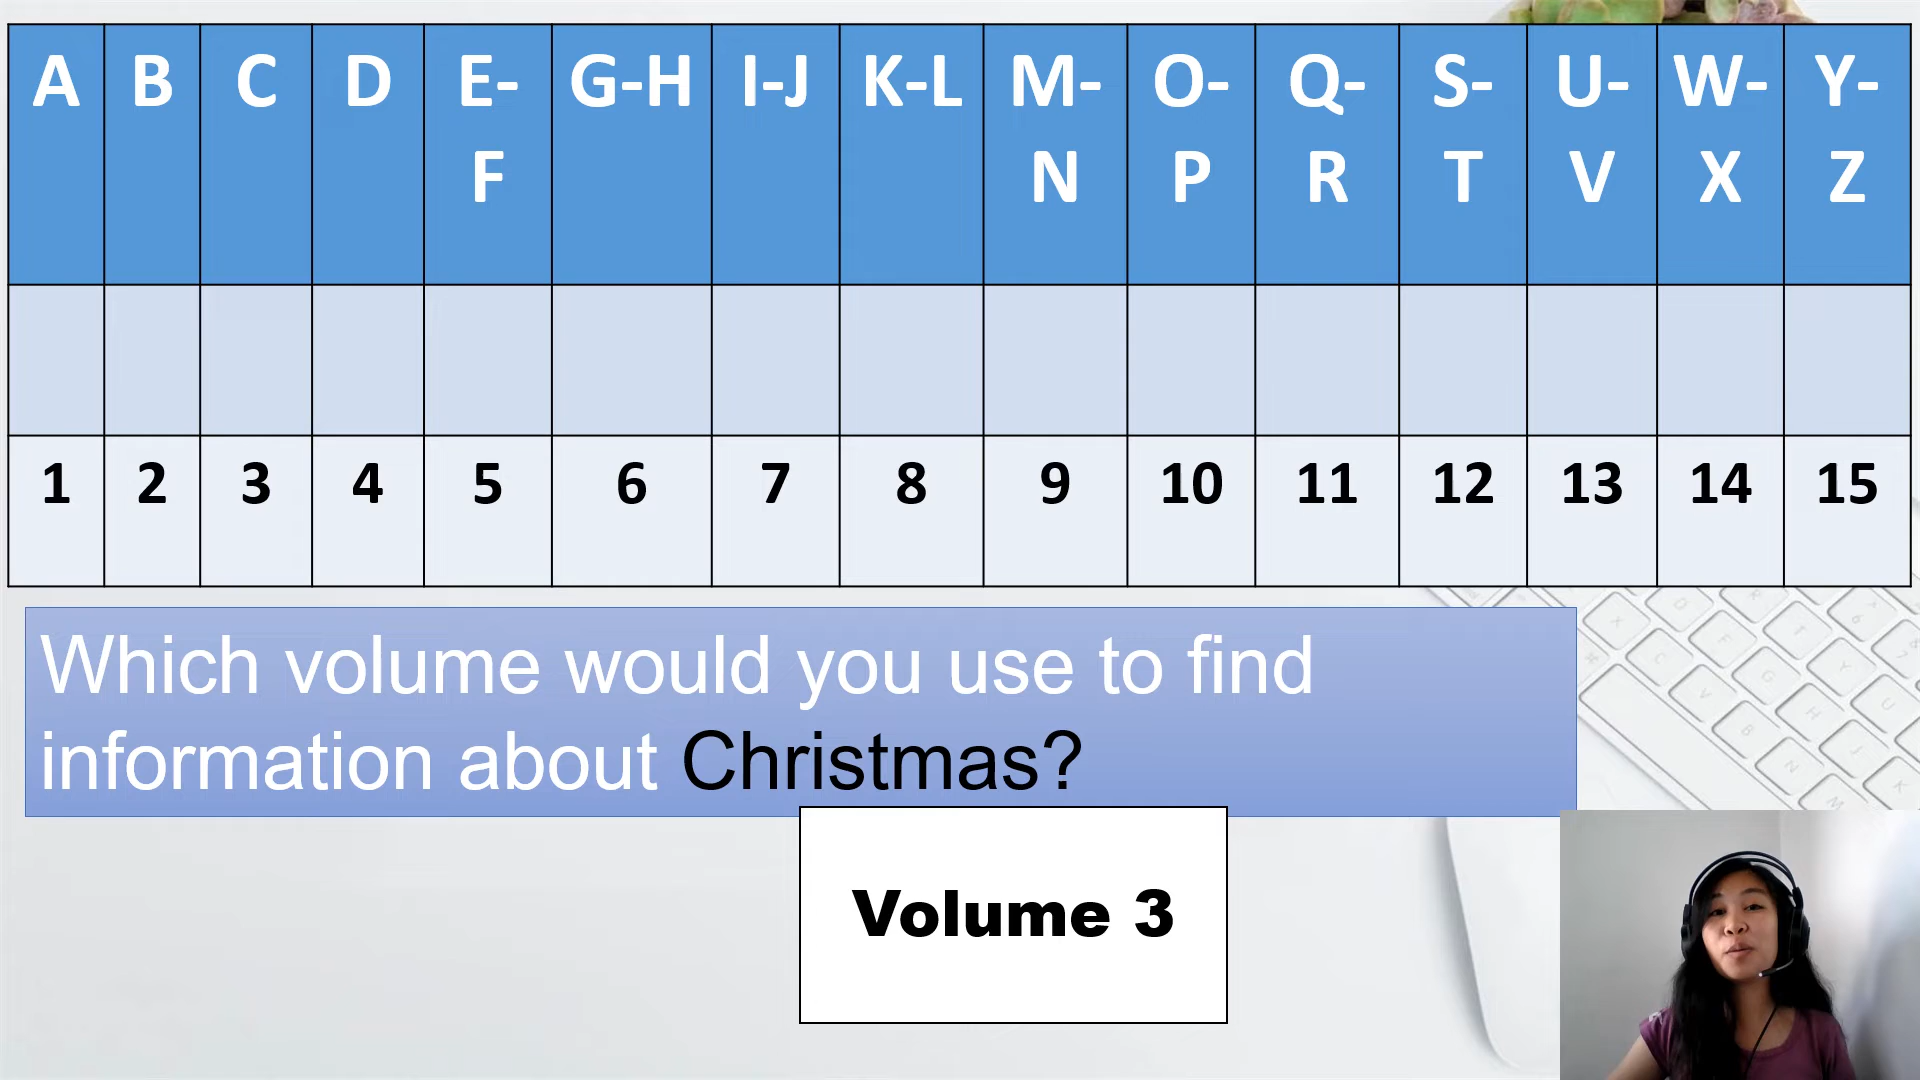 A B C D E- G-H I-J K-L M- O- Q- S- U- W- Y-
F N P R T V X Z
1 2 3 4 5 6 7 8 9 10 11 12 13 14 15
Which volume would you use to find
information about Christmas?
Volume 3